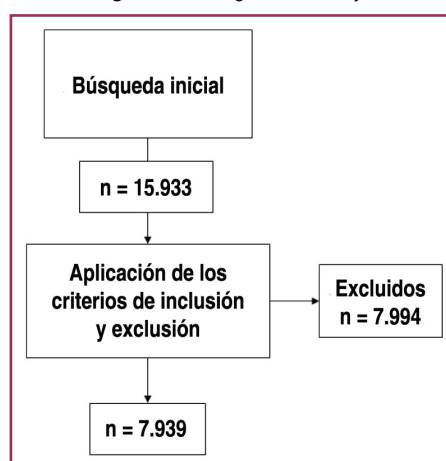 Búsqueda inicial
n = 15.933
Aplicación de los
criterios de inclusión
y exclusión
Excluidos
n = 7.994
n = 7.939